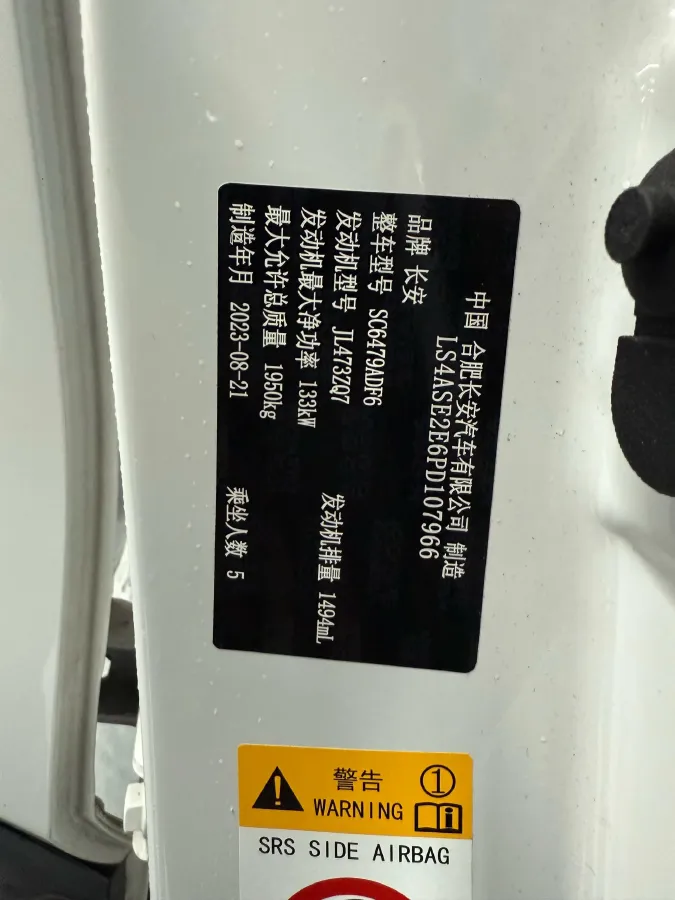 中国 合肥长安汽车有限公司 制造
LS4ASE2E6PD107966
品牌 长安
整车型号 SC6479ADF6
发动机型号 JL473ZQ7
发动机排量 1494mL
发动机最大净功率 133kW
最大允许总质量 1950kg
制造年月 2023-08-21
乘坐人数 5
警告 ①
WARNING i
SRS SIDE AIRBAG